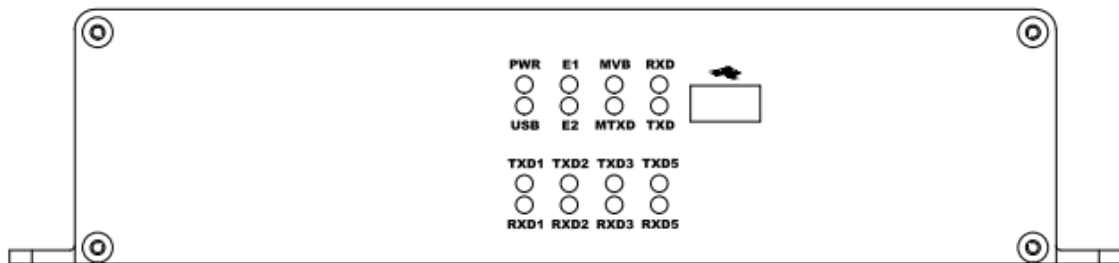 PWR E1 MVB RXD
USB E2 MTXD TXD
TXD1 TXD2 TXD3 TXD5
RXD1 RXD2 RXD3 RXD5